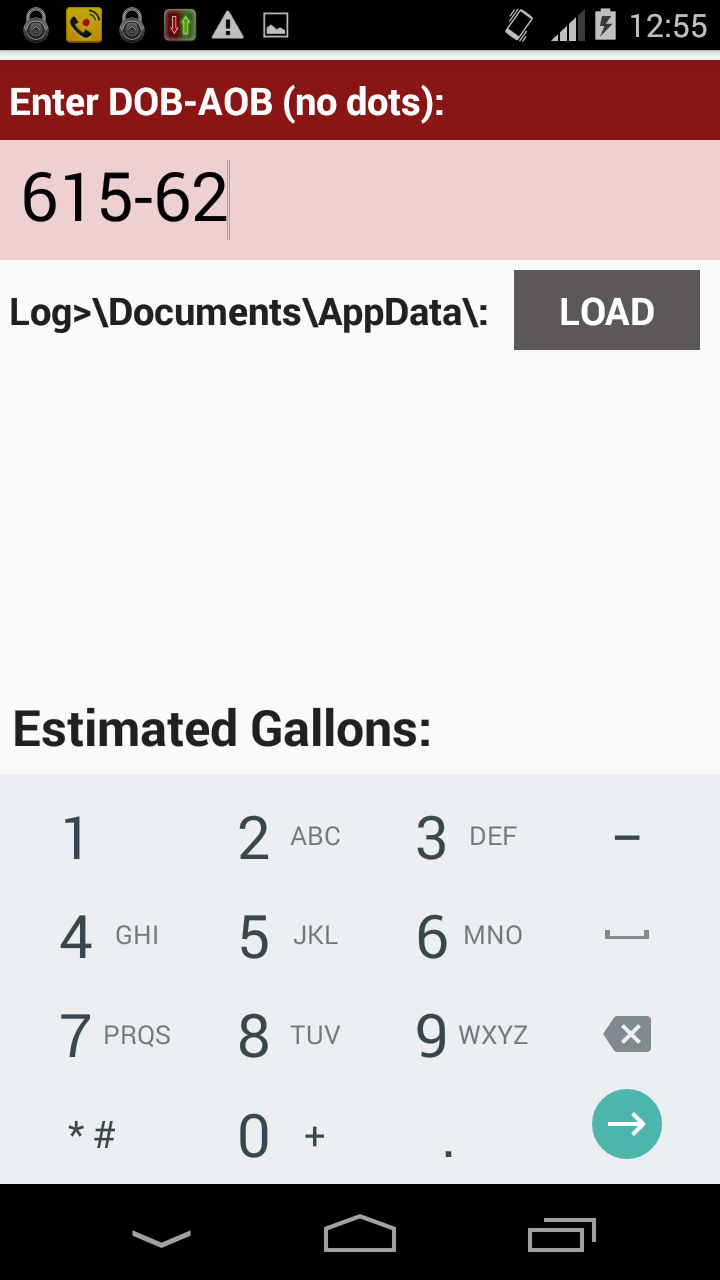 12:55
Enter DOB-AOB (no dots):
615-62
Log>\Documents\AppData\: LOAD
Estimated Gallons:
1 2 ABC 3 DEF –
4 GHI 5 JKL 6 MNO
7 PRQS 8 TUV 9 WXYZ
* # 0 + .